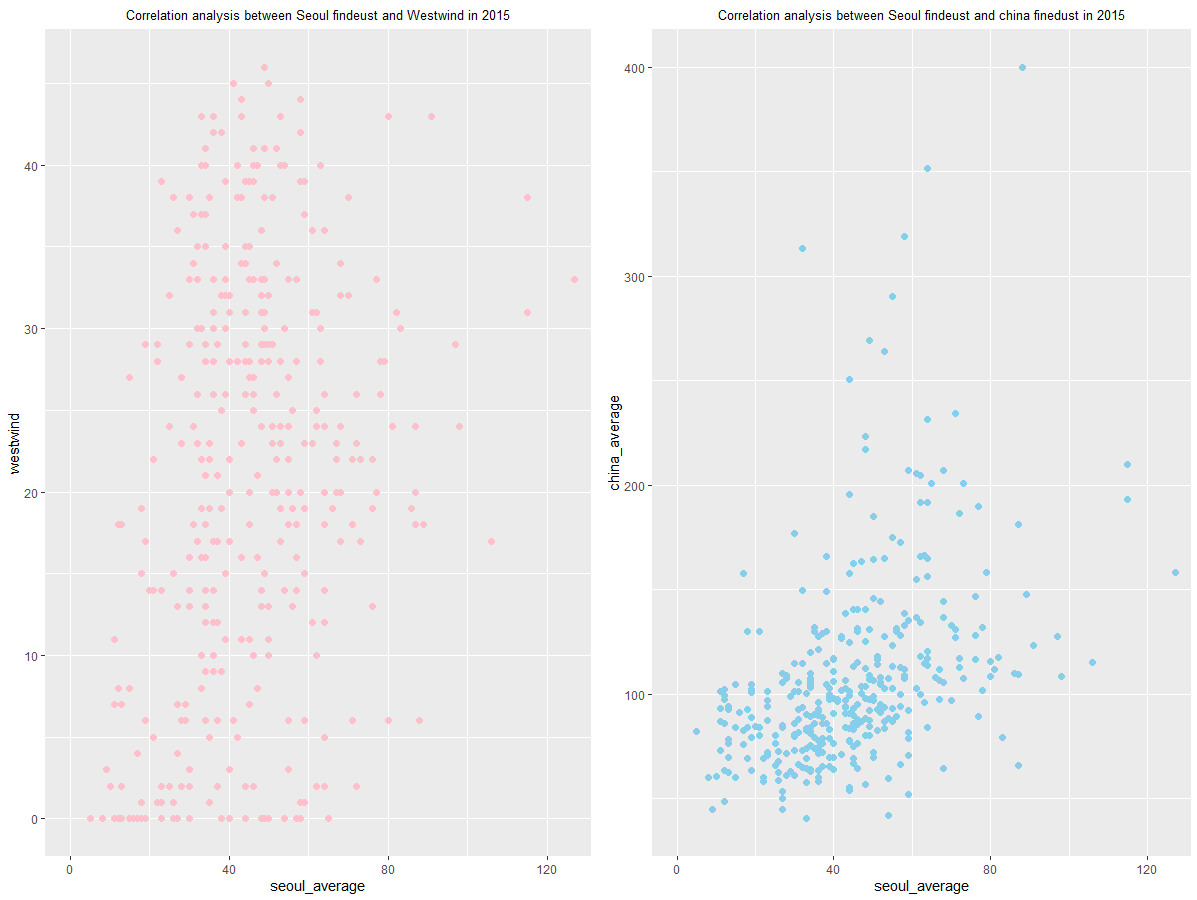 Correlation analysis between Seoul findeust and Westwind in 2015
40
30
20
10
0
westwind
0 40 80 120
seoul_average
Correlation analysis between Seoul findeust and china finedust in 2015
400
300
200
100
china_average
0 40 80 120
seoul_average